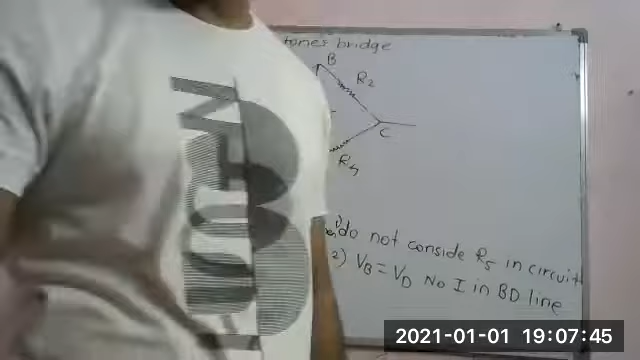 tones bridge
B
R2
C
R4
do not conside R5 in circuit
2) VB = VD No I in BD line
2021-01-01 19:07:45